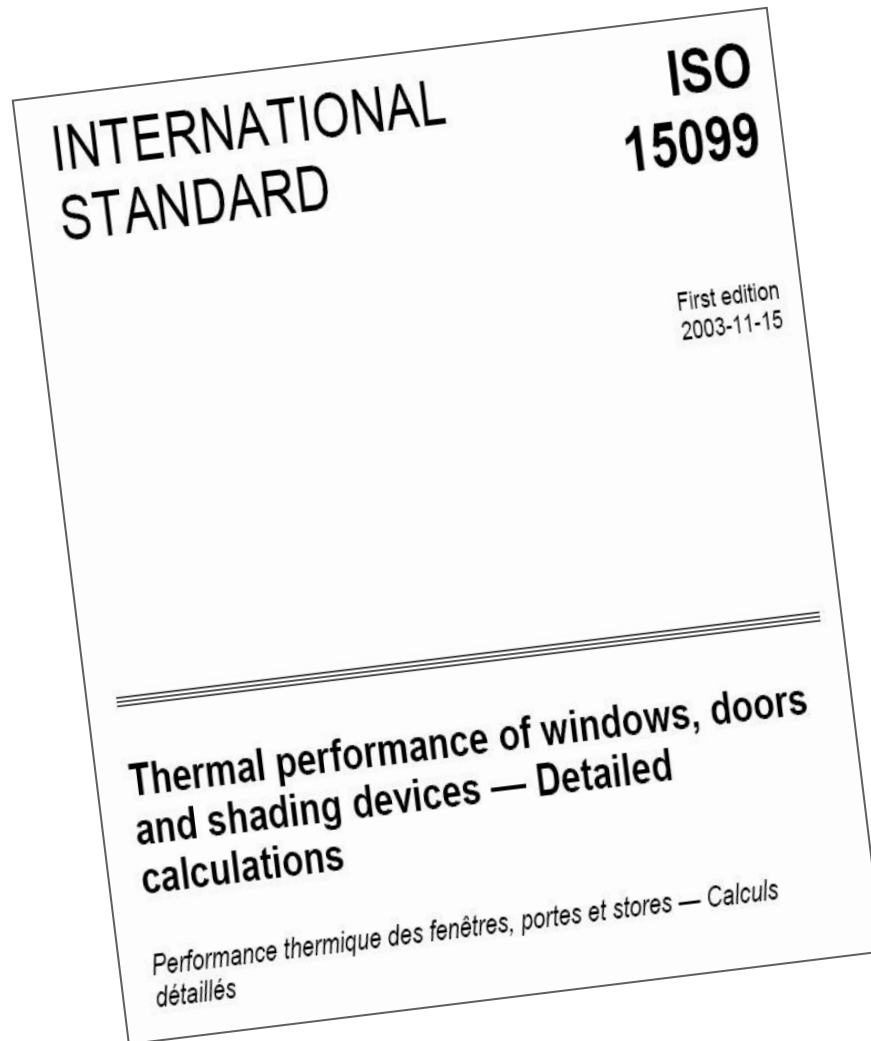 INTERNATIONAL
STANDARD
ISO
15099
First edition
2003-11-15
Thermal performance of windows, doors
and shading devices — Detailed
calculations
Performance thermique des fenêtres, portes et stores — Calculs
détaillés